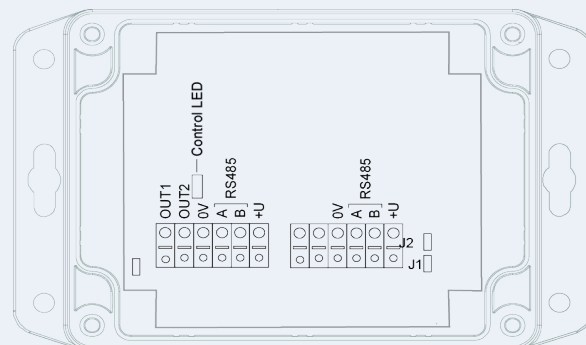 Control LED
OUT1
OUT2
0V
A
B
RS485
+U
0V
A
B
RS485
+U
J2
J1